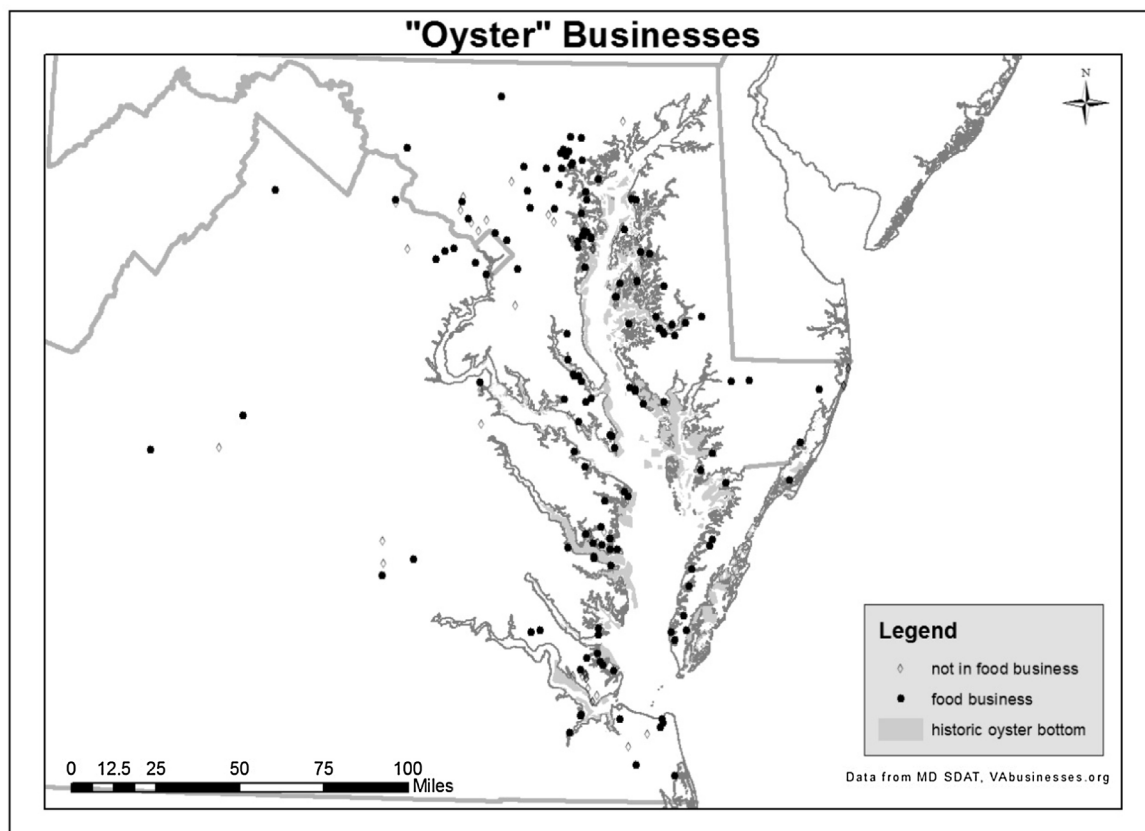 "Oyster" Businesses
N
Legend
not in food business
food business
historic oyster bottom
0 12.5 25 50 75 100
Miles
Data from MD SDAT, VAbusinesses.org